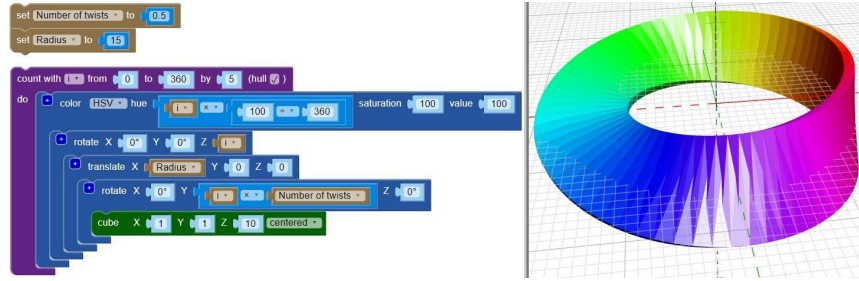 set Number of twists to 0.5
set Radius to 15
count with i from 0 to 360 by 5 (hull ☑ )
do + color HSV hue i × 100 ÷ 360 saturation 100 value 100
+ rotate X 0° Y 0° Z i
+ translate X Radius Y 0 Z 0
+ rotate X 0° Y i × Number of twists Z 0°
cube X 1 Y 1 Z 10 centered